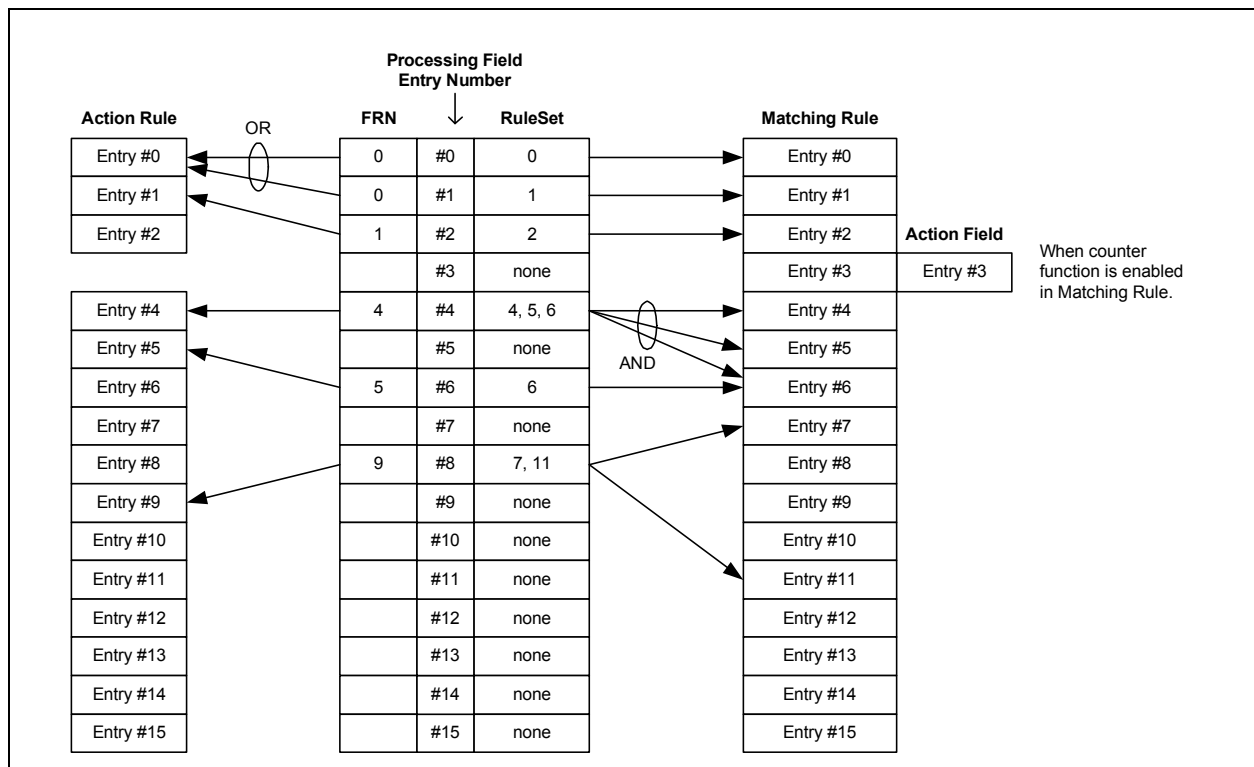 Processing Field
Entry Number
Action Rule
OR
FRN
RuleSet
Matching Rule
Entry #0 0 #0 0 Entry #0
Entry #1 0 #1 1 Entry #1
Entry #2 1 #2 2 Entry #2 Action Field
#3 none Entry #3 Entry #3
When counter
function is enabled
in Matching Rule.
Entry #4 4 #4 4, 5, 6 Entry #4
Entry #5 #5 none AND Entry #5
Entry #6 5 #6 6 Entry #6
Entry #7 #7 none Entry #7
Entry #8 9 #8 7, 11 Entry #8
Entry #9 #9 none Entry #9
Entry #10 #10 none Entry #10
Entry #11 #11 none Entry #11
Entry #12 #12 none Entry #12
Entry #13 #13 none Entry #13
Entry #14 #14 none Entry #14
Entry #15 #15 none Entry #15